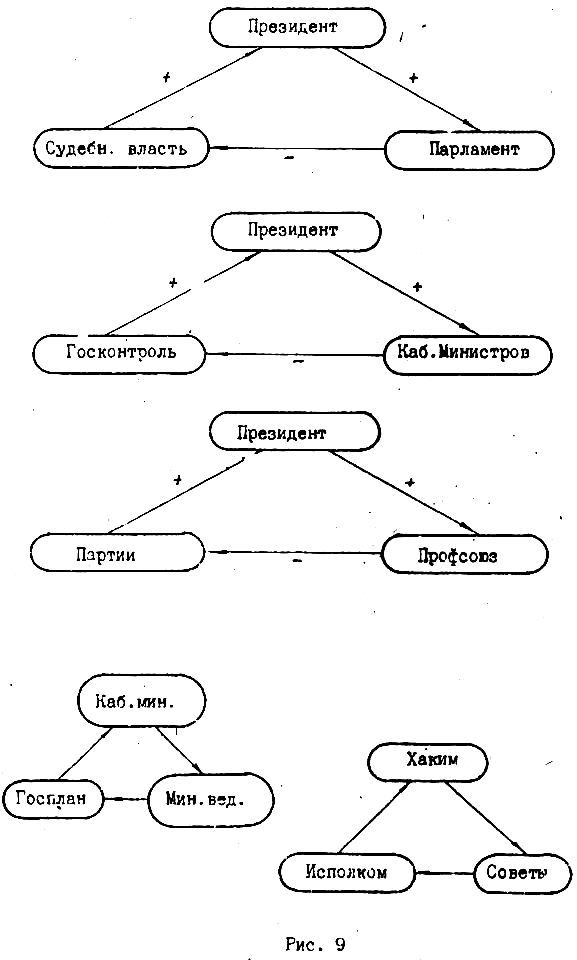 Президент
+
+
Судебн. власть
-
Парламент
Президент
+
+
Госконтроль
-
Каб.Министров
Президент
+
+
Партии
-
Профсоюз
Каб.мин.
Госплан
Мин.вед.
Хаким
Исполком
Советы
Рис. 9